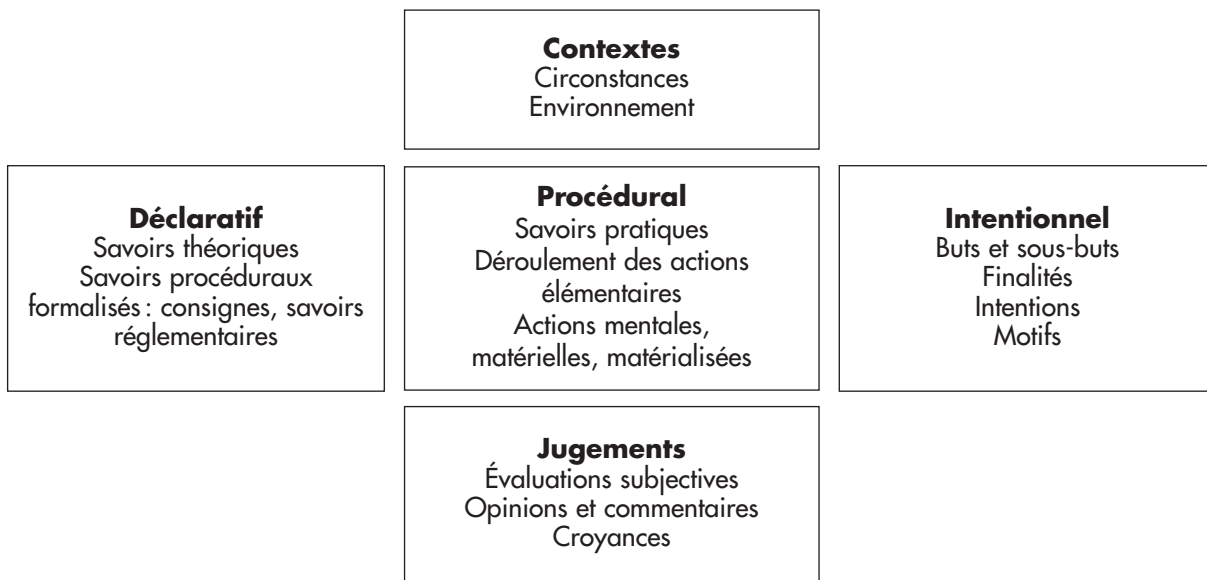 Contextes
Circonstances
Environnement
Déclaratif
Savoirs théoriques
Savoirs procéduraux
formalisés : consignes, savoirs
réglementaires
Procédural
Savoirs pratiques
Déroulement des actions
élémentaires
Actions mentales,
matérielles, matérialisées
Intentionnel
Buts et sous-buts
Finalités
Intentions
Motifs
Jugements
Évaluations subjectives
Opinions et commentaires
Croyances